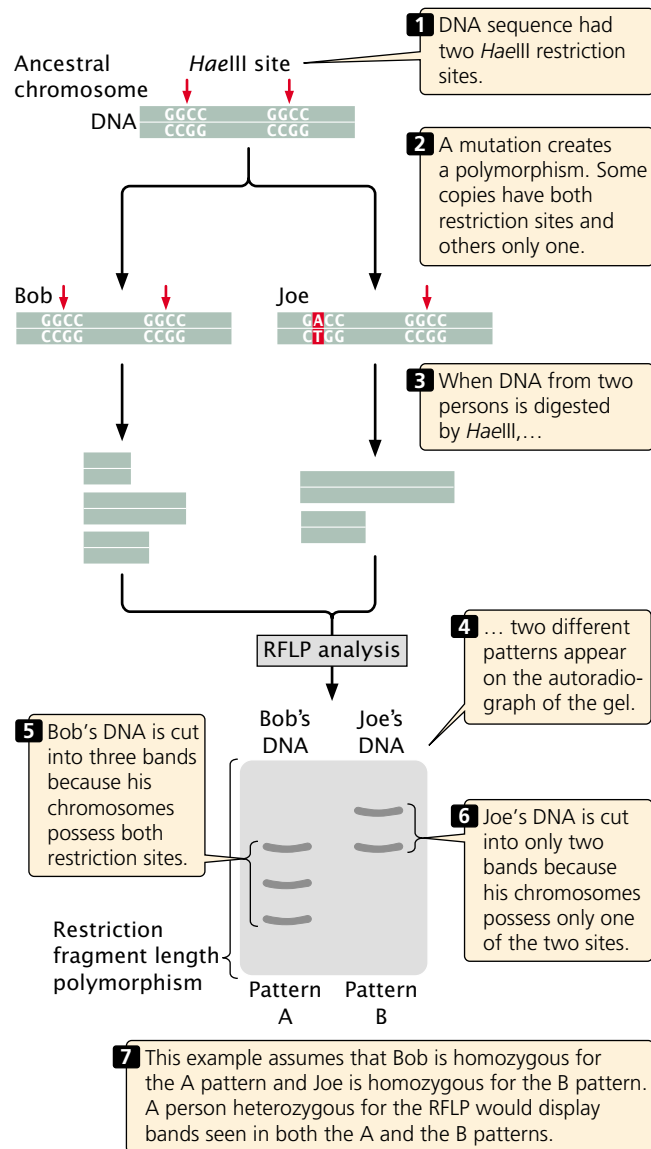 1 DNA sequence had
two HaeIII restriction
sites.
Ancestral
chromosome
HaeIII site
DNA
GGCC GGCC
CCGG CCGG
2 A mutation creates
a polymorphism. Some
copies have both
restriction sites and
others only one.
Bob
GGCC GGCC
CCGG CCGG
Joe
GACC GGCC
CTGG CCGG
3 When DNA from two
persons is digested
by HaeIII,…
RFLP analysis
4 … two different
patterns appear
on the autoradio-
graph of the gel.
Bob's
DNA
Joe's
DNA
5 Bob's DNA is cut
into three bands
because his
chromosomes
possess both
restriction sites.
6 Joe's DNA is cut
into only two
bands because
his chromosomes
possess only one
of the two sites.
Restriction
fragment length
polymorphism
Pattern
A
Pattern
B
7 This example assumes that Bob is homozygous for
the A pattern and Joe is homozygous for the B pattern.
A person heterozygous for the RFLP would display
bands seen in both the A and the B patterns.